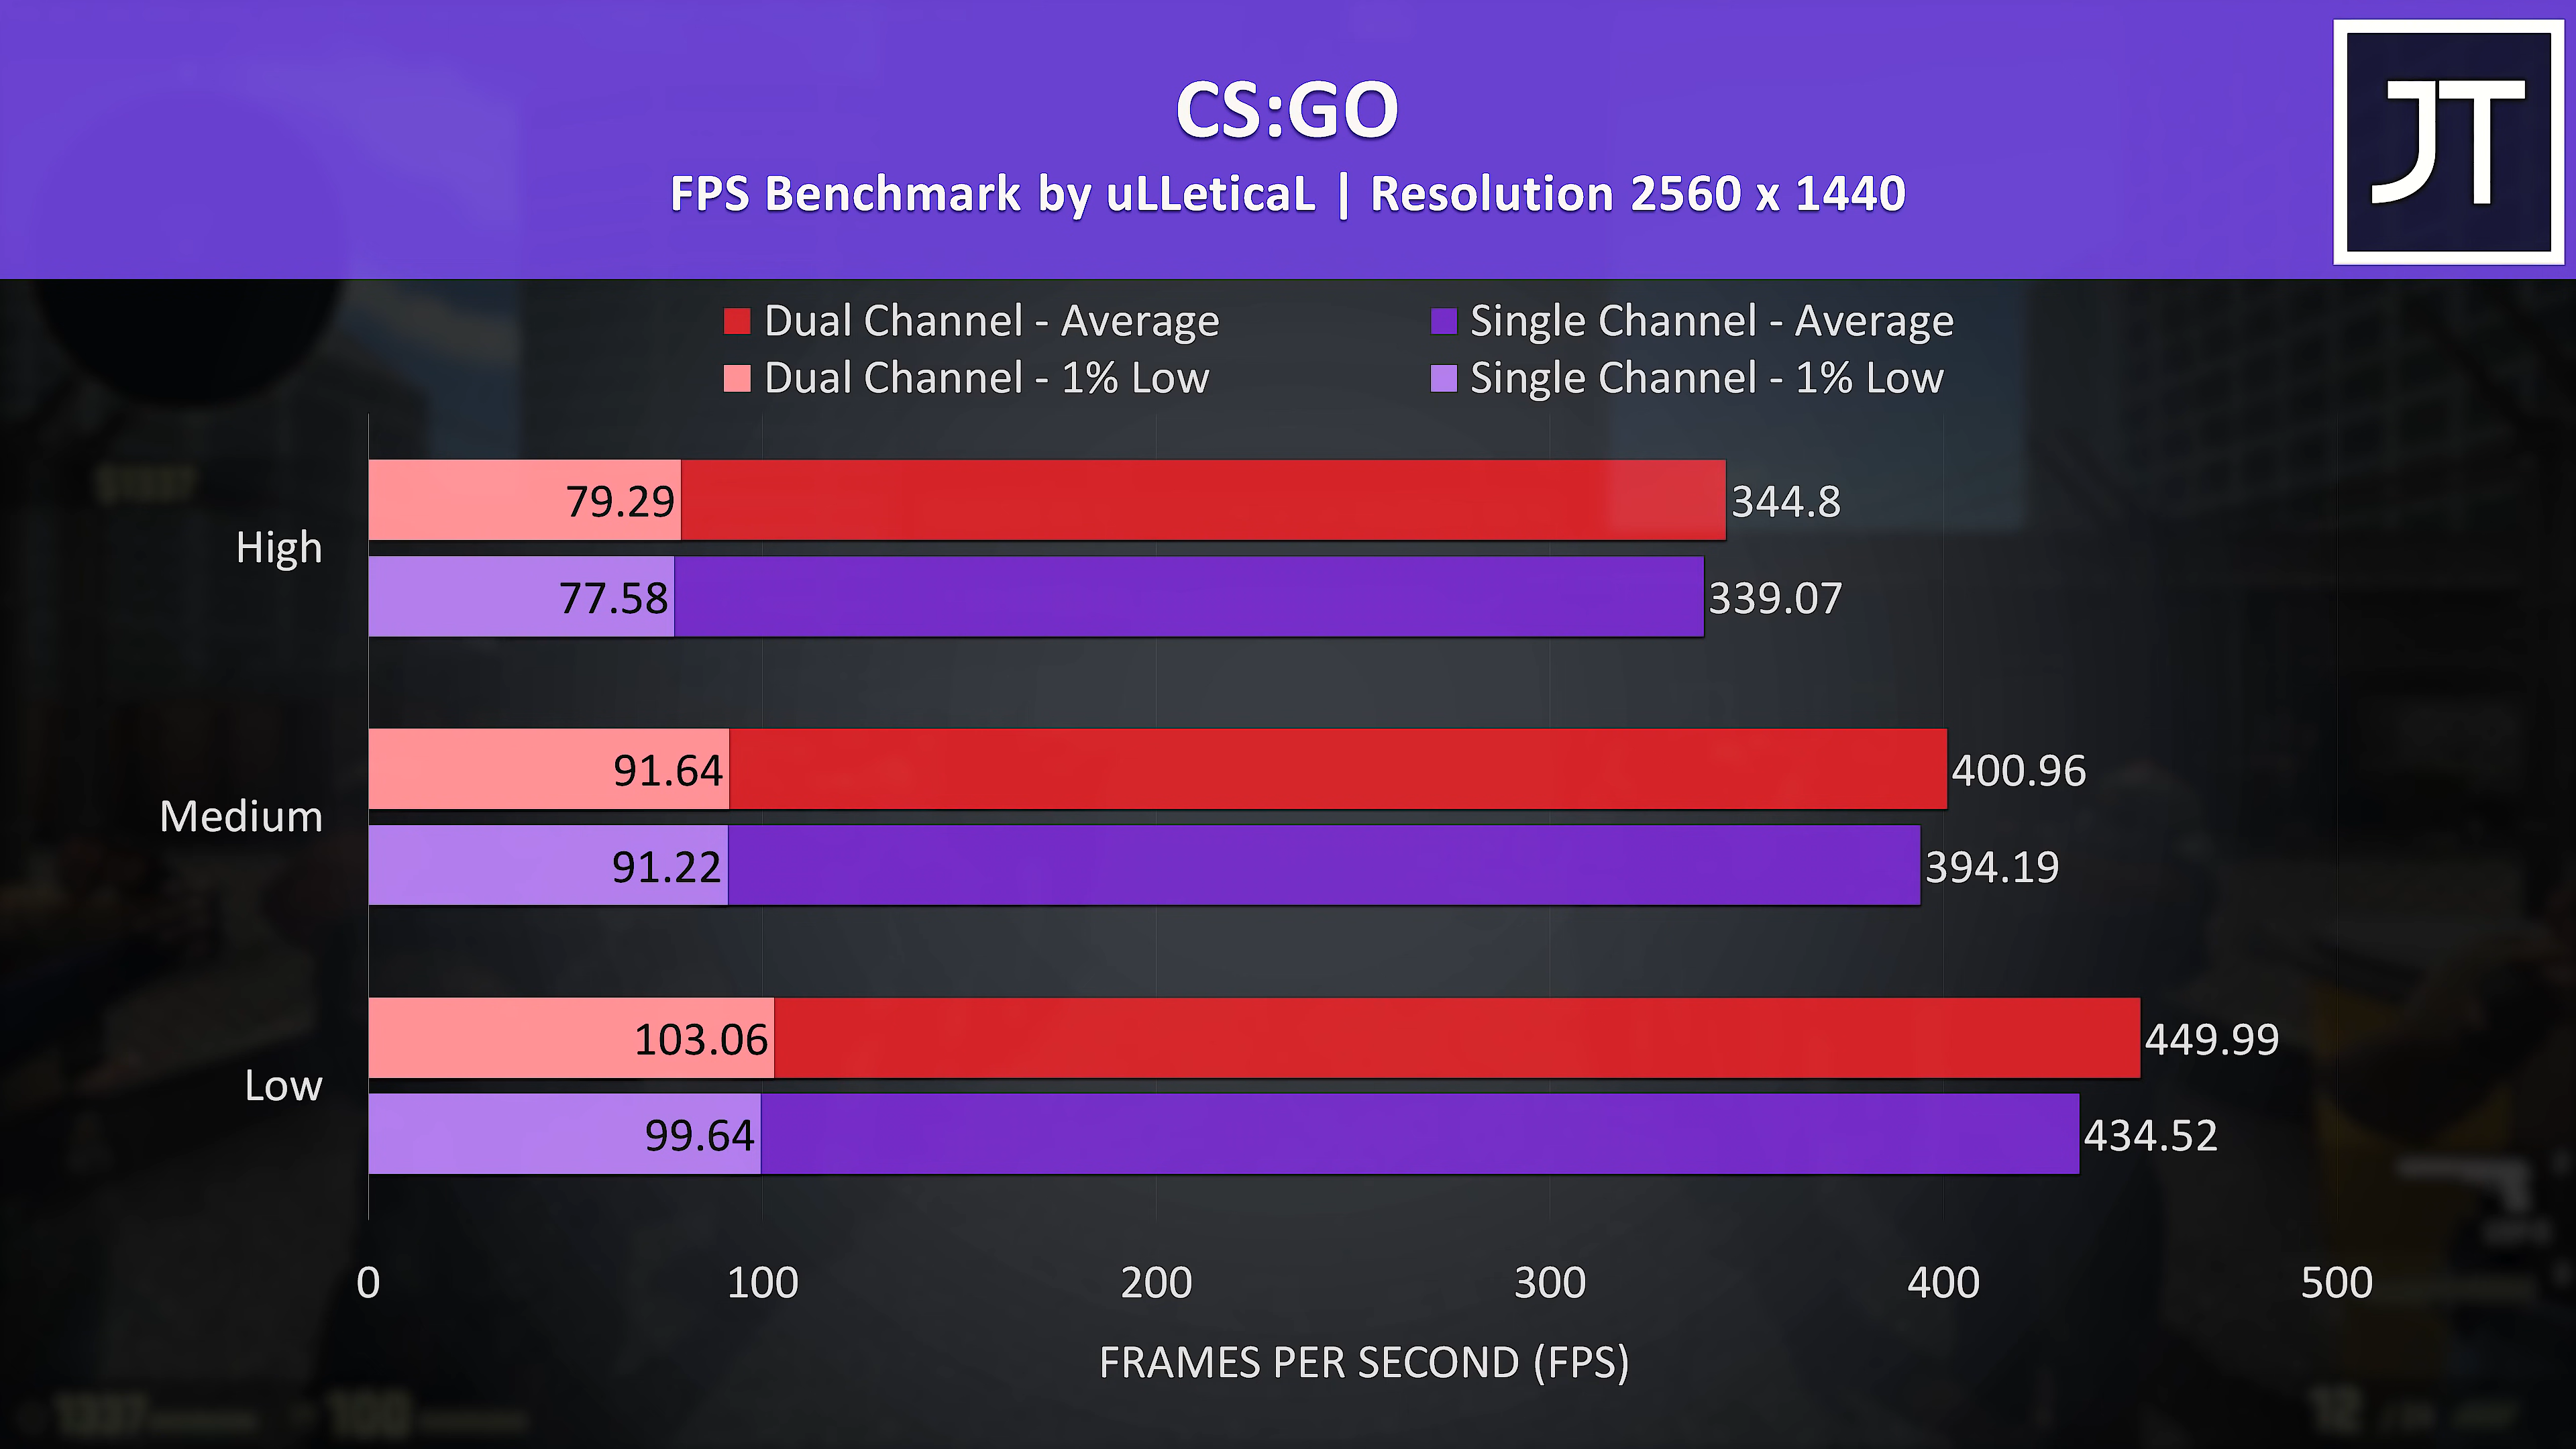 CS:GO
FPS Benchmark by uLLeticaL | Resolution 2560 x 1440
JT
Dual Channel - Average
Single Channel - Average
Dual Channel - 1% Low
Single Channel - 1% Low
High
79.29
344.8
77.58
339.07
Medium
91.64
400.96
91.22
394.19
Low
103.06
449.99
99.64
434.52
0
100
200
300
400
500
FRAMES PER SECOND (FPS)
1337
100
12